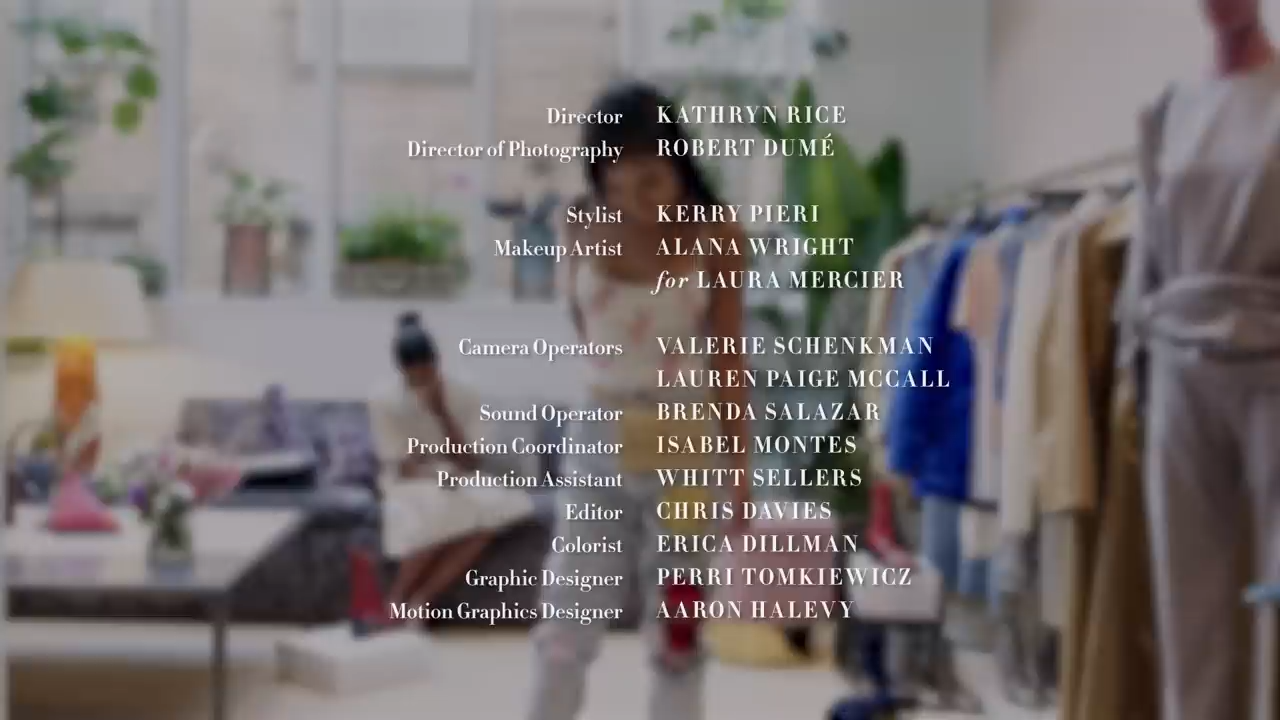 Director KATHRYN RICE
Director of Photography ROBERT DUMÉ
Stylist KERRY PIERI
Makeup Artist ALANA WRIGHT
for LAURA MERCIER
Camera Operators VALERIE SCHENKMAN
LAUREN PAIGE MCCALL
Sound Operator BRENDA SALAZAR
Production Coordinator ISABEL MONTES
Production Assistant WHITT SELLERS
Editor CHRIS DAVIES
Colorist ERICA DILLMAN
Graphic Designer PERRI TOMKIEWICZ
Motion Graphics Designer AARON HALEVY